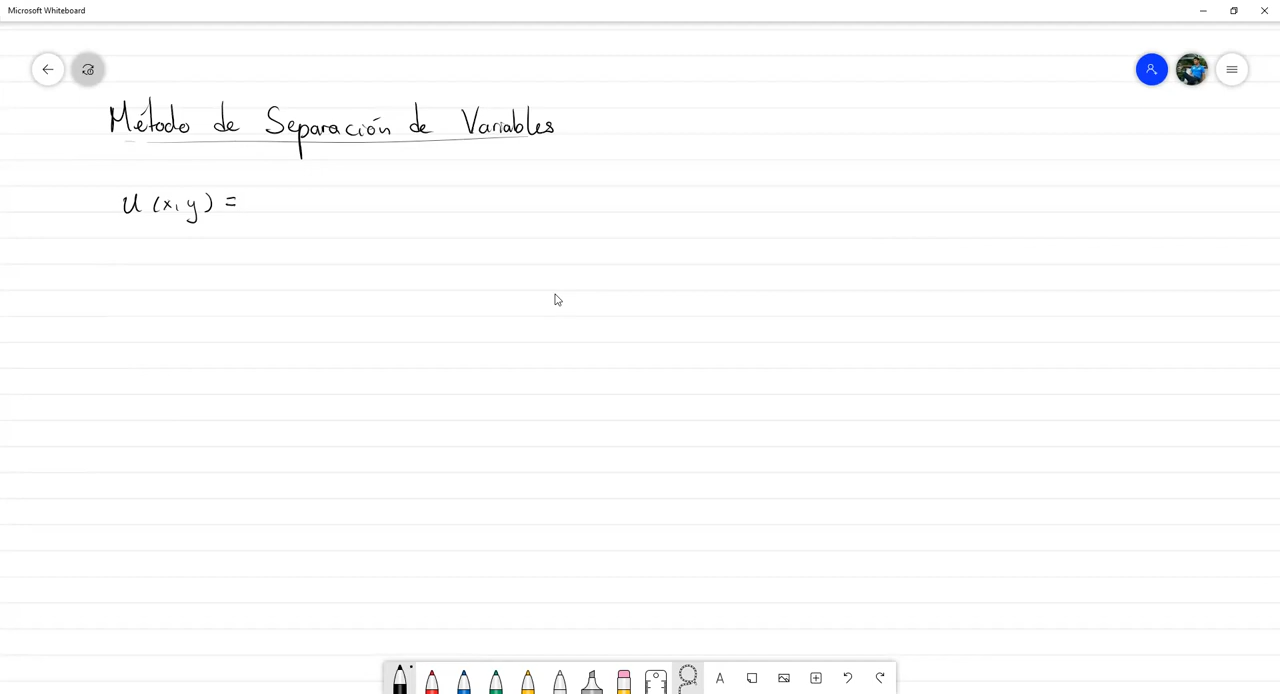 Microsoft Whiteboard
Método de Separación de Variables
u(x,y) =
A